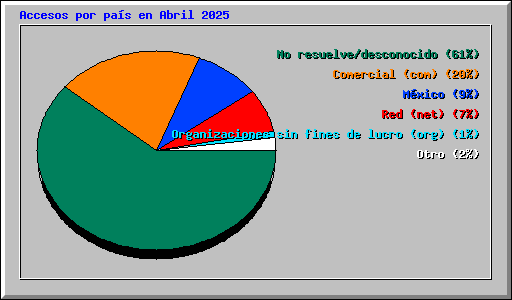 Accesos por país en Abril 2025
No resuelve/desconocido (61%)
Comercial (com) (20%)
México (9%)
Red (net) (7%)
Organizaciones sin fines de lucro (org) (1%)
Otro (2%)